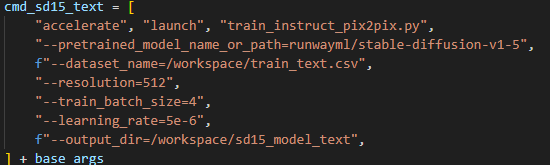 cmd_sd15_text = [
    "accelerate", "launch", "train_instruct_pix2pix.py",
    "--pretrained_model_name_or_path=runwayml/stable-diffusion-v1-5",
    f"--dataset_name=/workspace/train_text.csv",
    "--resolution=512",
    "--train_batch_size=4",
    "--learning_rate=5e-6",
    f"--output_dir=/workspace/sd15_model_text",
] + base_args